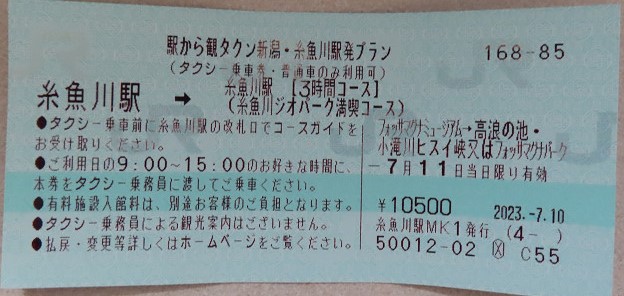 駅から観タクン新潟・糸魚川駅発プラン 168-85
(タクシー乗車券・普通車のみ利用可)
糸魚川駅 → 糸魚川駅 [3時間コース]
(糸魚川ジオパーク満喫コース)
●タクシー乗車前に糸魚川駅の改札口でコースガイドを
お受け取りください。
●ご利用日の9:00~15:00のお好きな時間に、
本券をタクシー乗務員に渡してご乗車ください。
●有料施設入館料は、別途お客様のご負担となります。
●タクシー乗務員による観光案内はございません。
●払戻・変更等詳しくはホームページをご覧ください。
フォッサマグナミュージアム→高浪の池・
小滝川ヒスイ峡又はフォッサマグナパーク
-7月11日当日限り有効
¥10500 2023.-7.10
糸魚川駅MK1発行 (4- )
50012-02 ㊋ C55